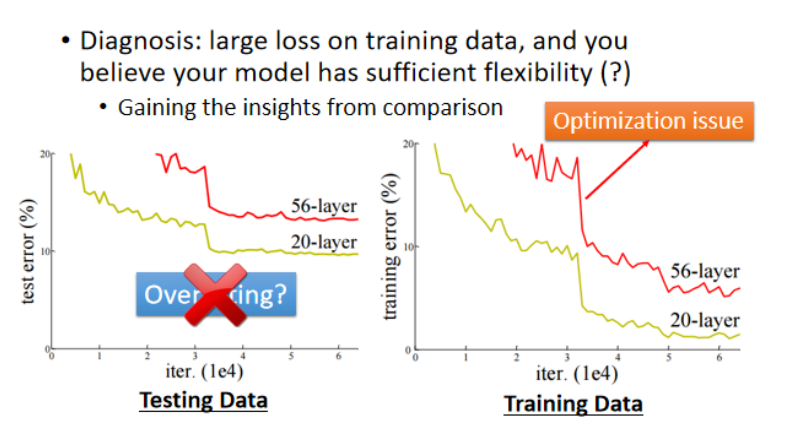 • Diagnosis: large loss on training data, and you
believe your model has sufficient flexibility (?)
• Gaining the insights from comparison
Optimization issue
20
10
0
test error (%)
56-layer
20-layer
0 1 2 3 4 5 6
iter. (1e4)
Testing Data
20
10
0
training error (%)
56-layer
20-layer
0 1 2 3 4 5 6
iter. (1e4)
Training Data